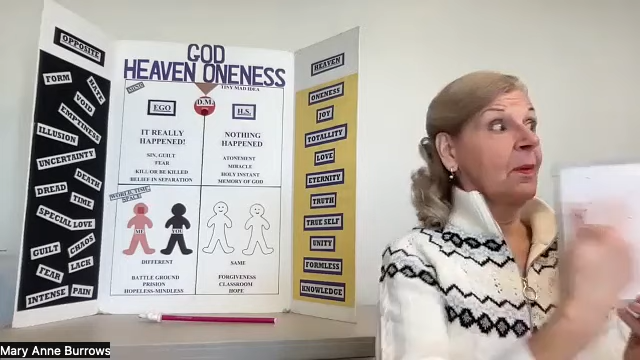 OPPOSITE
FORM
HATE
VOID
EMPTINESS
ILLUSION
UNCERTAINTY
DEATH
DREAD
TIME
SPECIAL LOVE
CHAOS
GUILT
LACK
FEAR
INTENSE PAIN
GOD
HEAVEN ONENESS
TINY MAD IDEA
EGO
D.M.
H.S.
IT REALLY
HAPPENED!
SIN, GUILT
FEAR
KILL OR BE KILLED
BELIEF IN SEPARATION
NOTHING
HAPPENED
ATONEMENT
MIRACLE
HOLY INSTANT
MEMORY OF GOD
WORLD TIME
SPACE
ME
YOU
DIFFERENT
BATTLE GROUND
PRISION
HOPELESS-MINDLESS
SAME
FORGIVENESS
CLASSROOM
HOPE
HEAVEN
ONENESS
JOY
TOTALLITY
LOVE
ETERNITY
TRUTH
TRUE SELF
UNITY
FORMLESS
KNOWLEDGE
Mary Anne Burrows